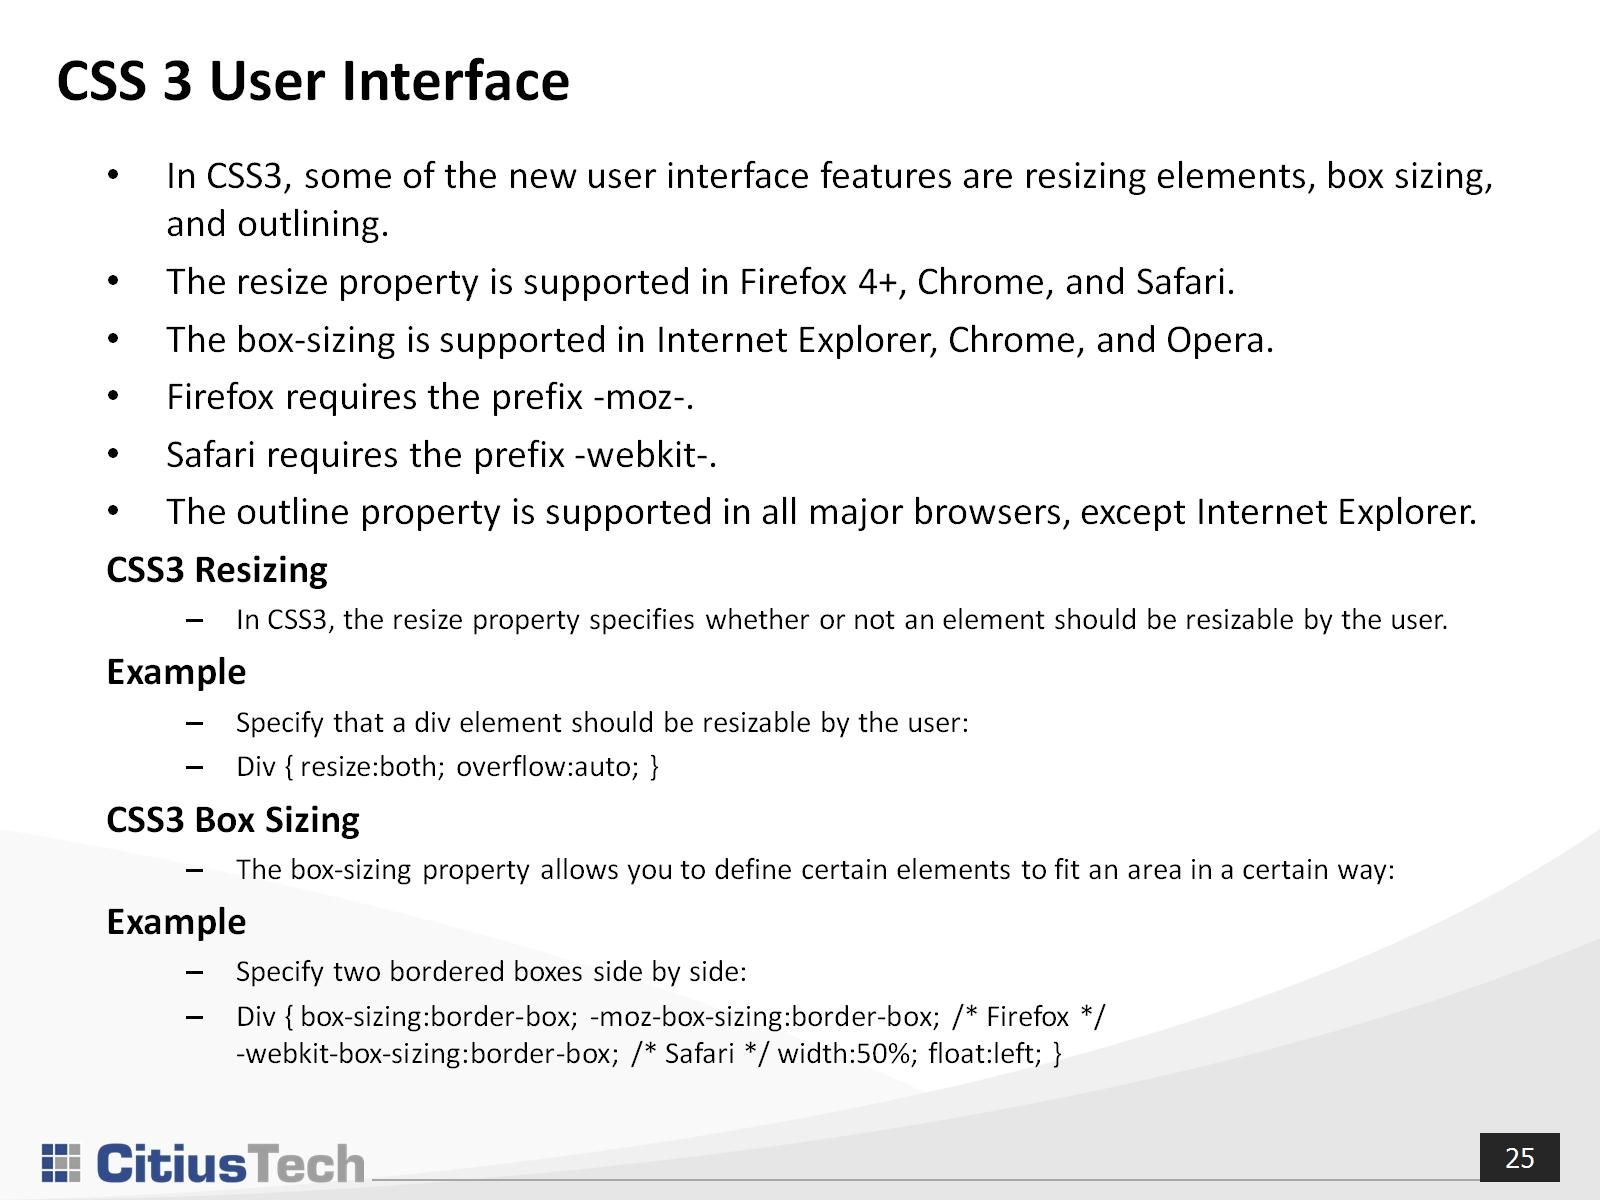 CSS 3 User Interface
• In CSS3, some of the new user interface features are resizing elements, box sizing,
and outlining.
• The resize property is supported in Firefox 4+, Chrome, and Safari.
• The box-sizing is supported in Internet Explorer, Chrome, and Opera.
• Firefox requires the prefix -moz-.
• Safari requires the prefix -webkit-.
• The outline property is supported in all major browsers, except Internet Explorer.
CSS3 Resizing
– In CSS3, the resize property specifies whether or not an element should be resizable by the user.
Example
– Specify that a div element should be resizable by the user:
– Div { resize:both; overflow:auto; }
CSS3 Box Sizing
– The box-sizing property allows you to define certain elements to fit an area in a certain way:
Example
– Specify two bordered boxes side by side:
– Div { box-sizing:border-box; -moz-box-sizing:border-box; /* Firefox */
-webkit-box-sizing:border-box; /* Safari */ width:50%; float:left; }
CitiusTech
25